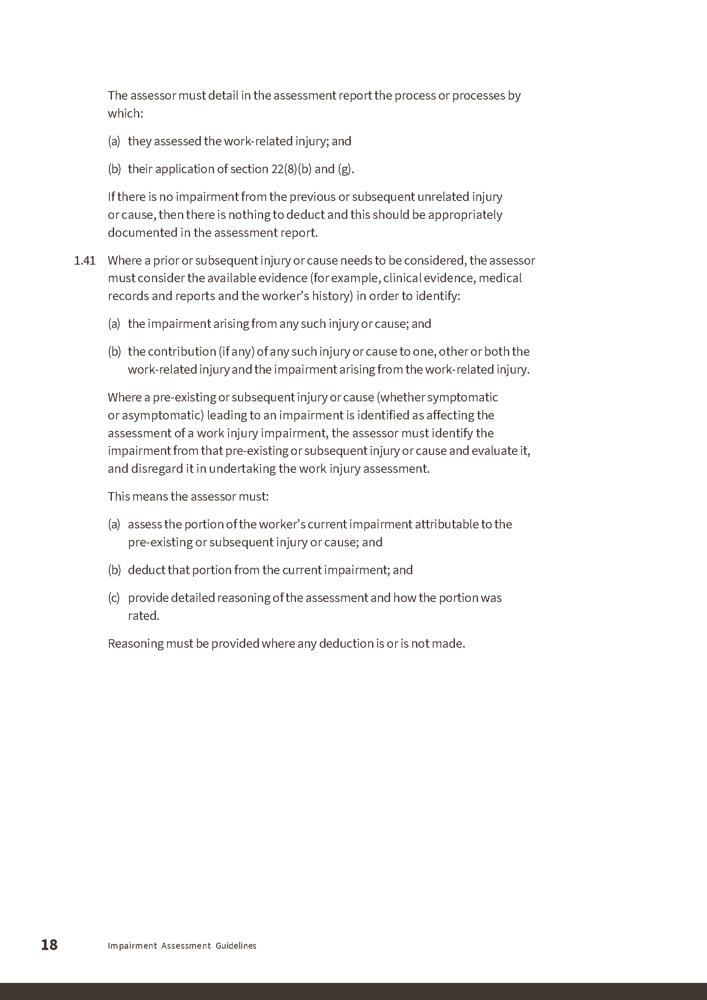 The assessor must detail in the assessment report the process or processes by
which:
(a) they assessed the work-related injury; and
(b) their application of section 22(8)(b) and (g).
If there is no impairment from the previous or subsequent unrelated injury
or cause, then there is nothing to deduct and this should be appropriately
documented in the assessment report.
1.41 Where a prior or subsequent injury or cause needs to be considered, the assessor
must consider the available evidence (for example, clinical evidence, medical
records and reports and the worker’s history) in order to identify:
(a) the impairment arising from any such injury or cause; and
(b) the contribution (if any) of any such injury or cause to one, other or both the
work-related injury and the impairment arising from the work-related injury.
Where a pre-existing or subsequent injury or cause (whether symptomatic
or asymptomatic) leading to an impairment is identified as affecting the
assessment of a work injury impairment, the assessor must identify the
impairment from that pre-existing or subsequent injury or cause and evaluate it,
and disregard it in undertaking the work injury assessment.
This means the assessor must:
(a) assess the portion of the worker’s current impairment attributable to the
pre-existing or subsequent injury or cause; and
(b) deduct that portion from the current impairment; and
(c) provide detailed reasoning of the assessment and how the portion was
rated.
Reasoning must be provided where any deduction is or is not made.
18 Impairment Assessment Guidelines